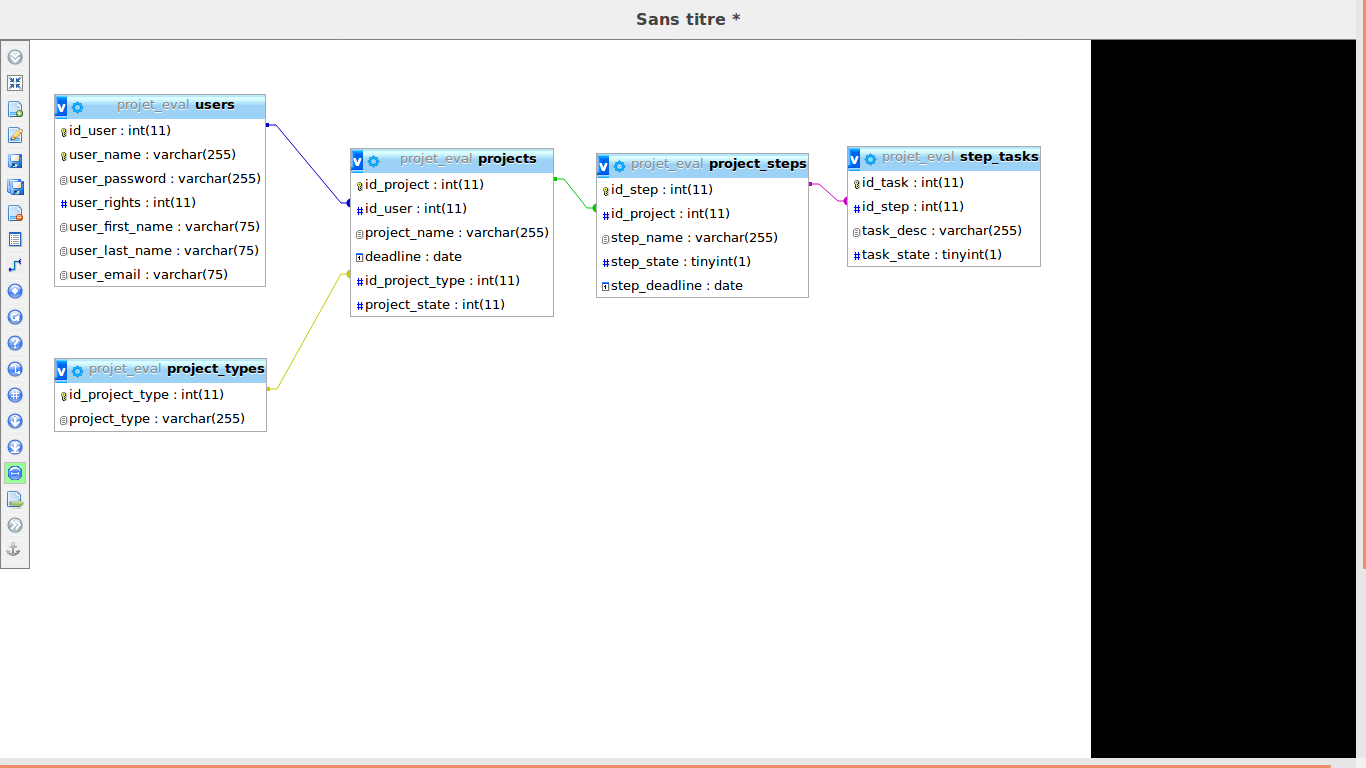 Sans titre *
projet_eval users
id_user : int(11)
user_name : varchar(255)
user_password : varchar(255)
user_rights : int(11)
user_first_name : varchar(75)
user_last_name : varchar(75)
user_email : varchar(75)
projet_eval projects
id_project : int(11)
id_user : int(11)
project_name : varchar(255)
deadline : date
id_project_type : int(11)
project_state : int(11)
projet_eval project_steps
id_step : int(11)
id_project : int(11)
step_name : varchar(255)
step_state : tinyint(1)
step_deadline : date
projet_eval step_tasks
id_task : int(11)
id_step : int(11)
task_desc : varchar(255)
task_state : tinyint(1)
projet_eval project_types
id_project_type : int(11)
project_type : varchar(255)